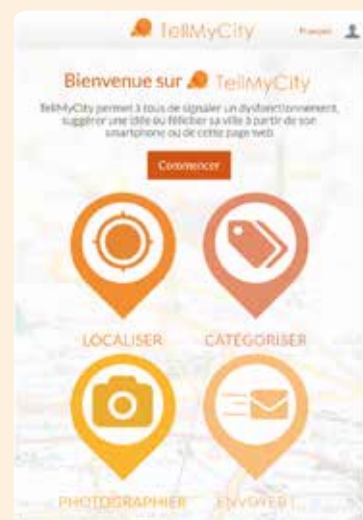 TellMyCity Français
Bienvenue sur TellMyCity
TellMyCity permet à tous de signaler un dysfonctionnement,
suggérer une idée ou féliciter sa ville à partir de son
smartphone ou de cette page web
Commencer
LOCALISER CATÉGORISER
PHOTOGRAPHIER ENVOYER !